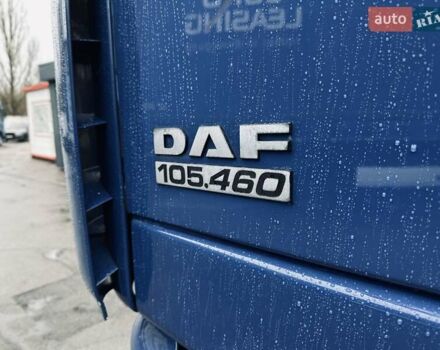 LEASING
auto RIA
DAF
105.460